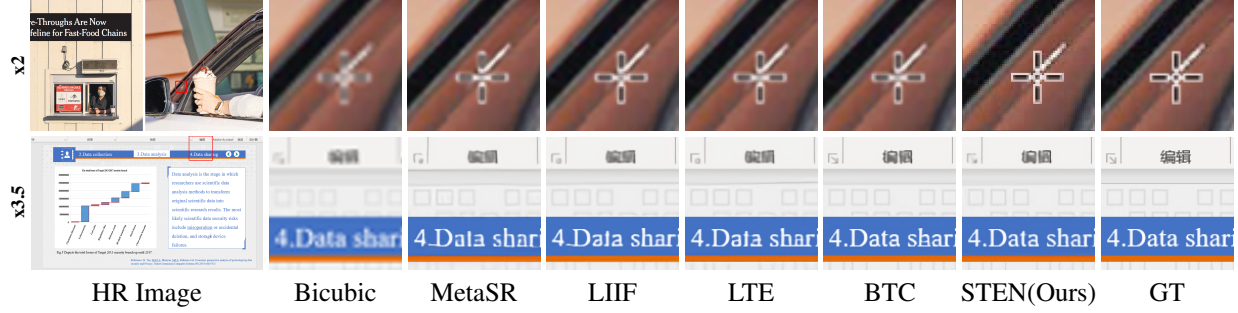 x2
e-Throughs Are Now
feline for Fast-Food Chains
x3.5
2.Data collection
3.Data analysis
4.Data sharing
Data analysis is the stage in which
researchers use scientific data
analysis methods to transform
original scientific data into
scientific research results. The most
likely scientific data security risks
include misoperation or accidental
deletion, and storage device
failures.
编辑
4.Data shari
4.Data shari
4.Data shari
4.Data shari
4.Data shari
4.Data shari
4.Data shari
HR Image
Bicubic
MetaSR
LIIF
LTE
BTC
STEN(Ours)
GT